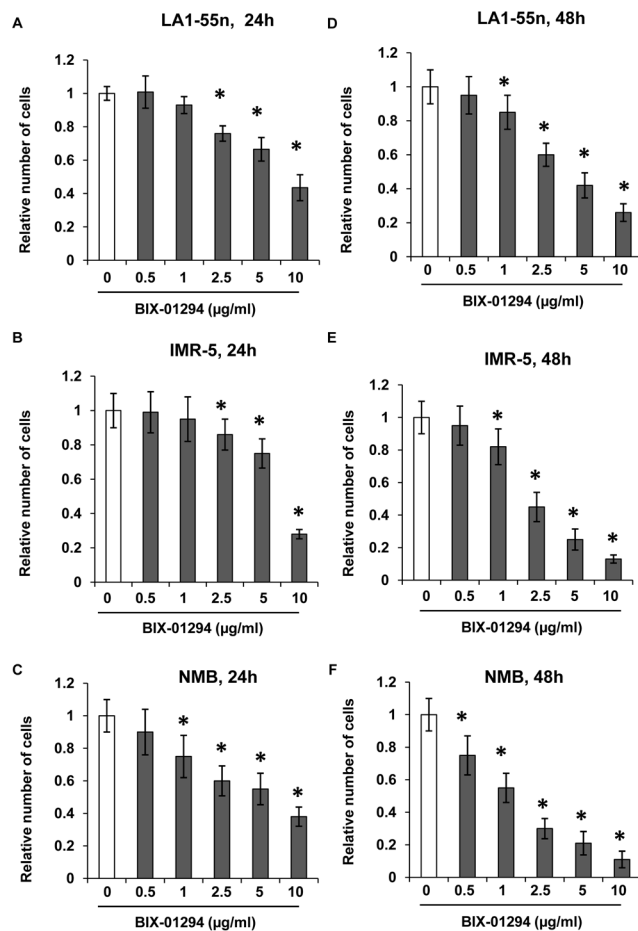 A
LA1-55n, 24h
Relative number of cells
1.2
1
0.8
0.6
0.4
0.2
0
* * *
0 0.5 1 2.5 5 10
BIX-01294 (µg/ml)
D
LA1-55n, 48h
Relative number of cells
1.2
1
0.8
0.6
0.4
0.2
0
* * * *
0 0.5 1 2.5 5 10
BIX-01294 (µg/ml)
B
IMR-5, 24h
Relative number of cells
1.2
1
0.8
0.6
0.4
0.2
0
* * *
0 0.5 1 2.5 5 10
BIX-01294 (µg/ml)
E
IMR-5, 48h
Relative number of cells
1.2
1
0.8
0.6
0.4
0.2
0
* * * *
0 0.5 1 2.5 5 10
BIX-01294 (µg/ml)
C
NMB, 24h
Relative number of cells
1.2
1
0.8
0.6
0.4
0.2
0
* * * *
0 0.5 1 2.5 5 10
BIX-01294 (µg/ml)
F
NMB, 48h
Relative number of cells
1.2
1
0.8
0.6
0.4
0.2
0
* * * * *
0 0.5 1 2.5 5 10
BIX-01294 (µg/ml)